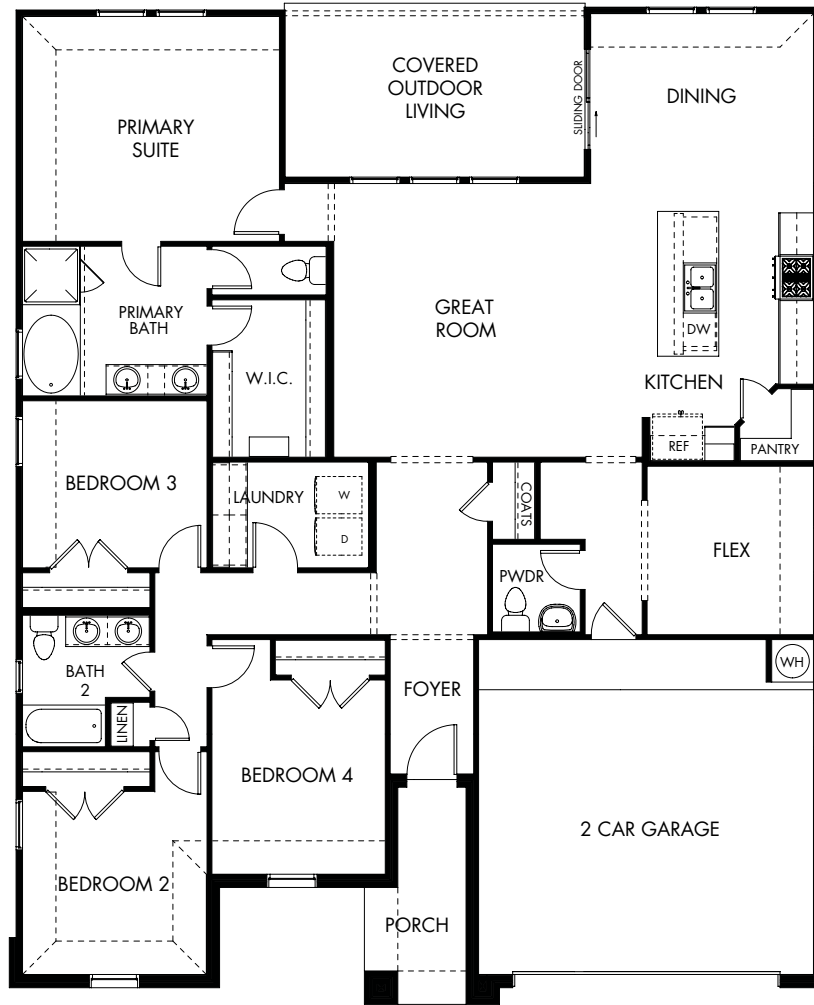 COVERED
OUTDOOR
LIVING
SLIDING DOOR
DINING
PRIMARY
SUITE
PRIMARY
BATH
GREAT
ROOM
DW
W.I.C.
KITCHEN
REF
PANTRY
BEDROOM 3
LAUNDRY
W
D
COATS
FLEX
PWDR
BATH
2
LINEN
FOYER
WH
BEDROOM 4
2 CAR GARAGE
BEDROOM 2
PORCH